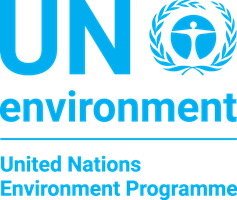 UN
environment
United Nations
Environment Programme